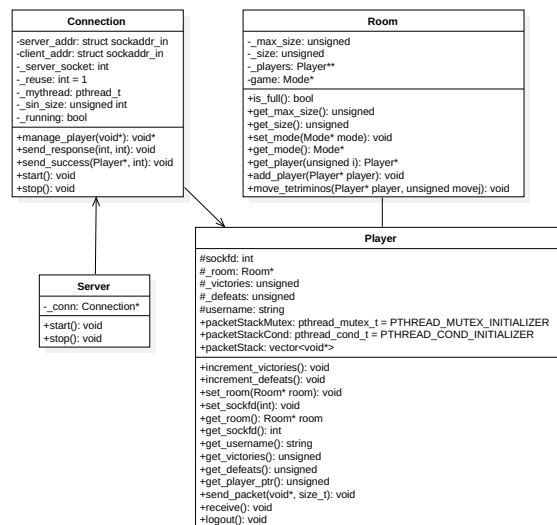 Connection
-server_addr: struct sockaddr_in
-client_addr: struct sockaddr_in
-_server_socket: int
-_reuse: int = 1
-_mythread: pthread_t
-_sin_size: unsigned int
-_running: bool
+manage_player(void*): void*
+send_response(int, int): void
+send_success(Player*, int): void
+start(): void
+stop(): void
Room
-_max_size: unsigned
-_size: unsigned
-_players: Player**
-game: Mode*
+is_full(): bool
+get_max_size(): unsigned
+get_size(): unsigned
+set_mode(Mode* mode): void
+get_mode(): Mode*
+get_player(unsigned i): Player*
+add_player(Player* player): void
+move_tetriminos(Player* player, unsigned movej): void
Server
-_conn: Connection*
+start(): void
+stop(): void
Player
#sockfd: int
#_room: Room*
#_victories: unsigned
#_defeats: unsigned
#username: string
+packetStackMutex: pthread_mutex_t = PTHREAD_MUTEX_INITIALIZER
+packetStackCond: pthread_cond_t = PTHREAD_COND_INITIALIZER
+packetStack: vector<void*>
+increment_victories(): void
+increment_defeats(): void
+set_room(Room* room): void
+set_sockfd(int): void
+get_room(): Room* room
+get_sockfd(): int
+get_username(): string
+get_victories(): unsigned
+get_defeats(): unsigned
+get_player_ptr(): unsigned
+send_packet(void*, size_t): void
+receive(): void
+logout(): void